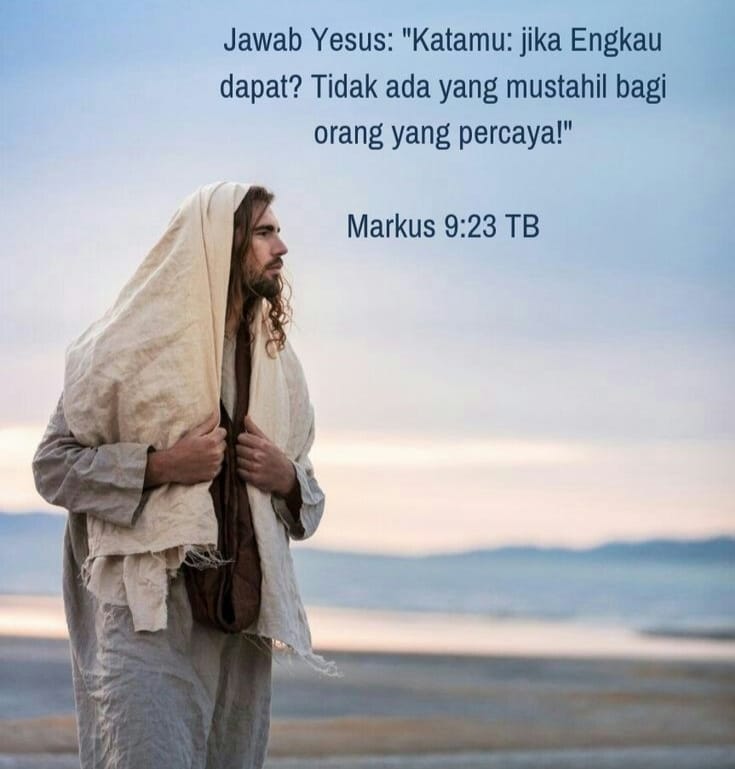 Jawab Yesus: "Katamu: jika Engkau
dapat? Tidak ada yang mustahil bagi
orang yang percaya!"
Markus 9:23 TB